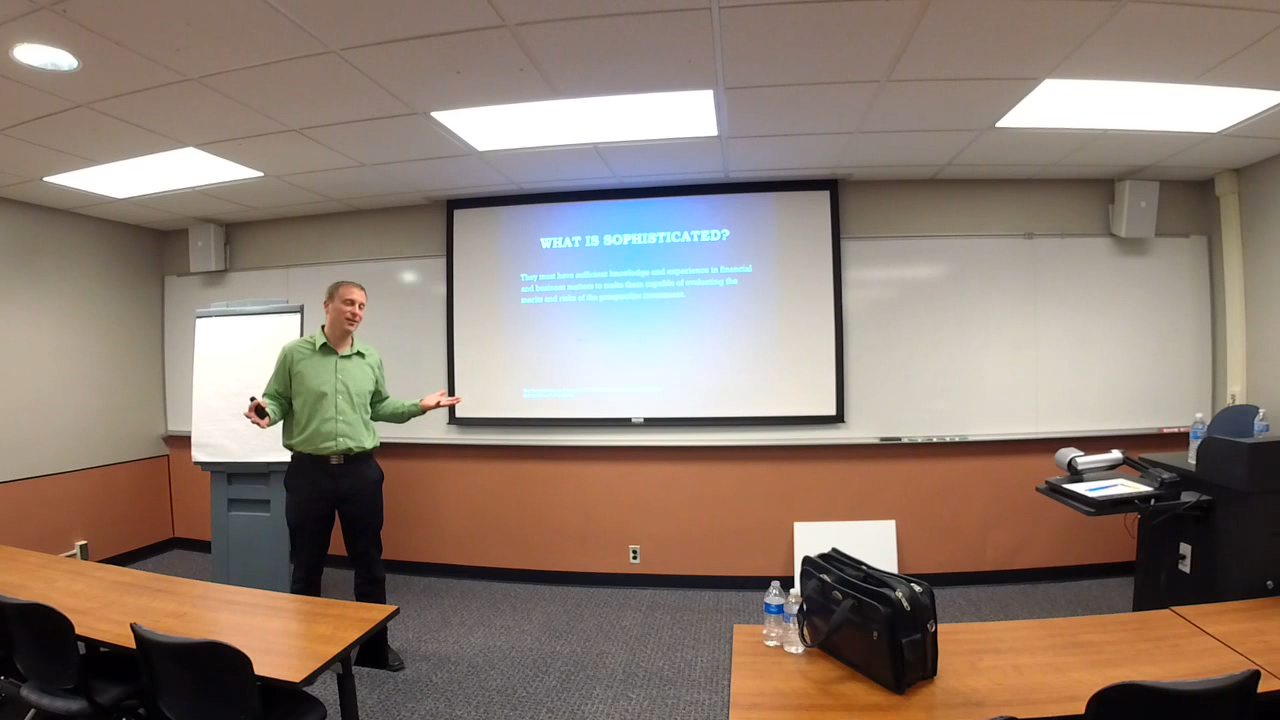 WHAT IS SOPHISTICATED?
They must have sufficient knowledge and experience in financial
and business matters to make them capable of evaluating the
merits and risks of the prospective investment.